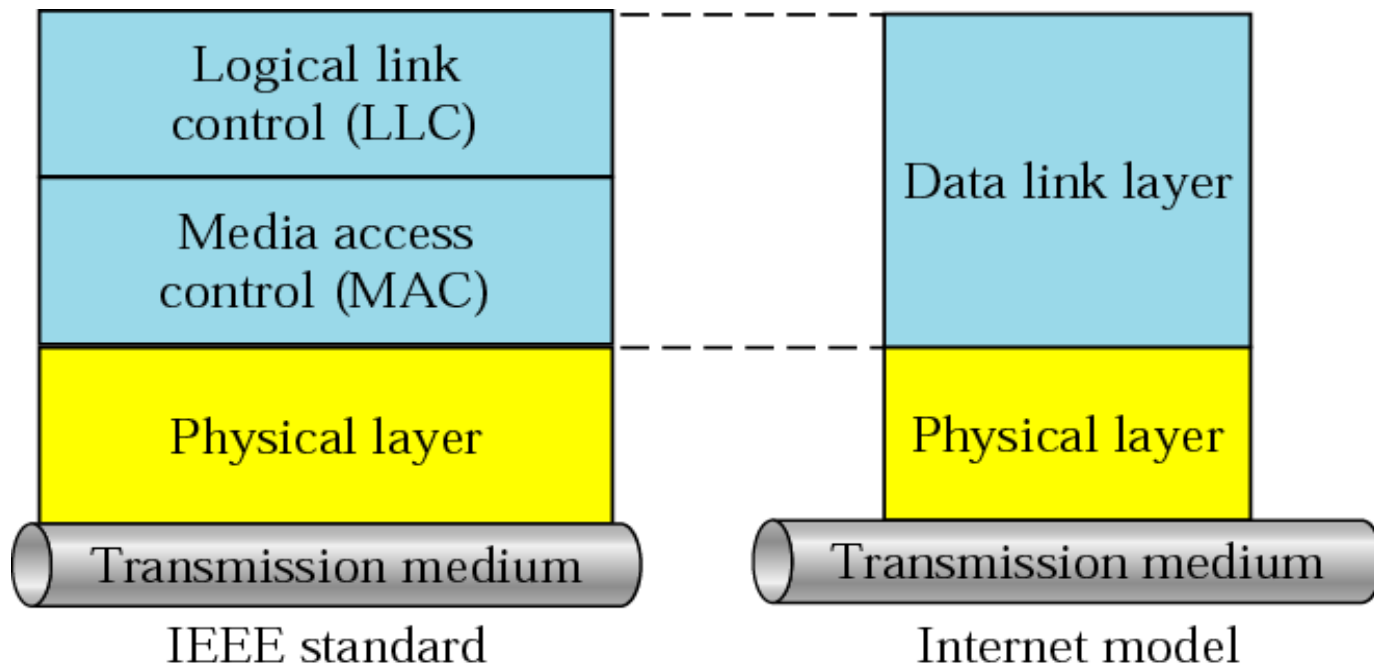 Logical link
control (LLC)
Media access
control (MAC)
Physical layer
Transmission medium
IEEE standard
Data link layer
Physical layer
Transmission medium
Internet model